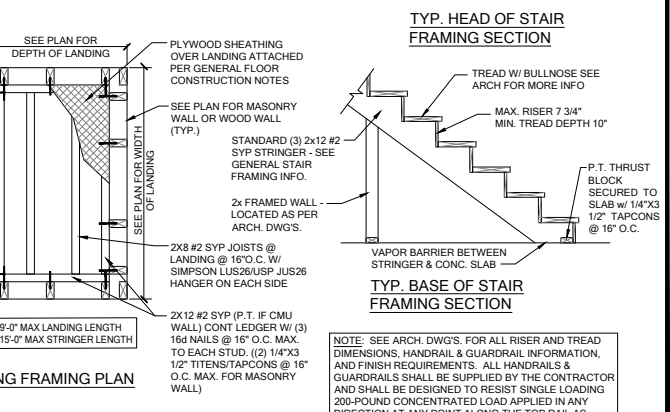 SEE PLAN FOR
DEPTH OF LANDING
PLYWOOD SHEATHING
OVER LANDING ATTACHED
PER GENERAL FLOOR
CONSTRUCTION NOTES
SEE PLAN FOR MASONRY
WALL OR WOOD WALL
(TYP.)
SEE PLAN FOR WIDTH
OF LANDING
2X8 #2 SYP JOISTS @
LANDING @ 16"O.C. W/
SIMPSON LUS26/USP JUS26
HANGER ON EACH SIDE
2X12 #2 SYP (P.T. IF CMU
WALL) CONT LEDGER W/ (3)
16d NAILS @ 16" O.C. MAX.
TO EACH STUD. ((2) 1/4"X3
1/2" TITENS/TAPCONS @ 16"
O.C. MAX. FOR MASONRY
WALL)
9'-0" MAX LANDING LENGTH
15'-0" MAX STRINGER LENGTH
NG FRAMING PLAN
TYP. HEAD OF STAIR
FRAMING SECTION
TREAD W/ BULLNOSE SEE
ARCH FOR MORE INFO
MAX. RISER 7 3/4"
MIN. TREAD DEPTH 10"
STANDARD (3) 2x12 #2
SYP STRINGER - SEE
GENERAL STAIR
FRAMING INFO.
2x FRAMED WALL -
LOCATED AS PER
ARCH. DWG'S.
P.T. THRUST
BLOCK
SECURED TO
SLAB w/ 1/4"X3
1/2" TAPCONS
@ 16" O.C.
VAPOR BARRIER BETWEEN
STRINGER & CONC. SLAB
TYP. BASE OF STAIR
FRAMING SECTION
NOTE: SEE ARCH. DWG'S. FOR ALL RISER AND TREAD
DIMENSIONS, HANDRAIL & GUARDRAIL INFORMATION,
AND FINISH REQUIREMENTS. ALL HANDRAILS &
GUARDRAILS SHALL BE SUPPLIED BY THE CONTRACTOR
AND SHALL BE DESIGNED TO RESIST SINGLE LOADING
200-POUND CONCENTRATED LOAD APPLIED IN ANY
DIRECTION AT ANY POINT ALONG THE TOP RAIL AS